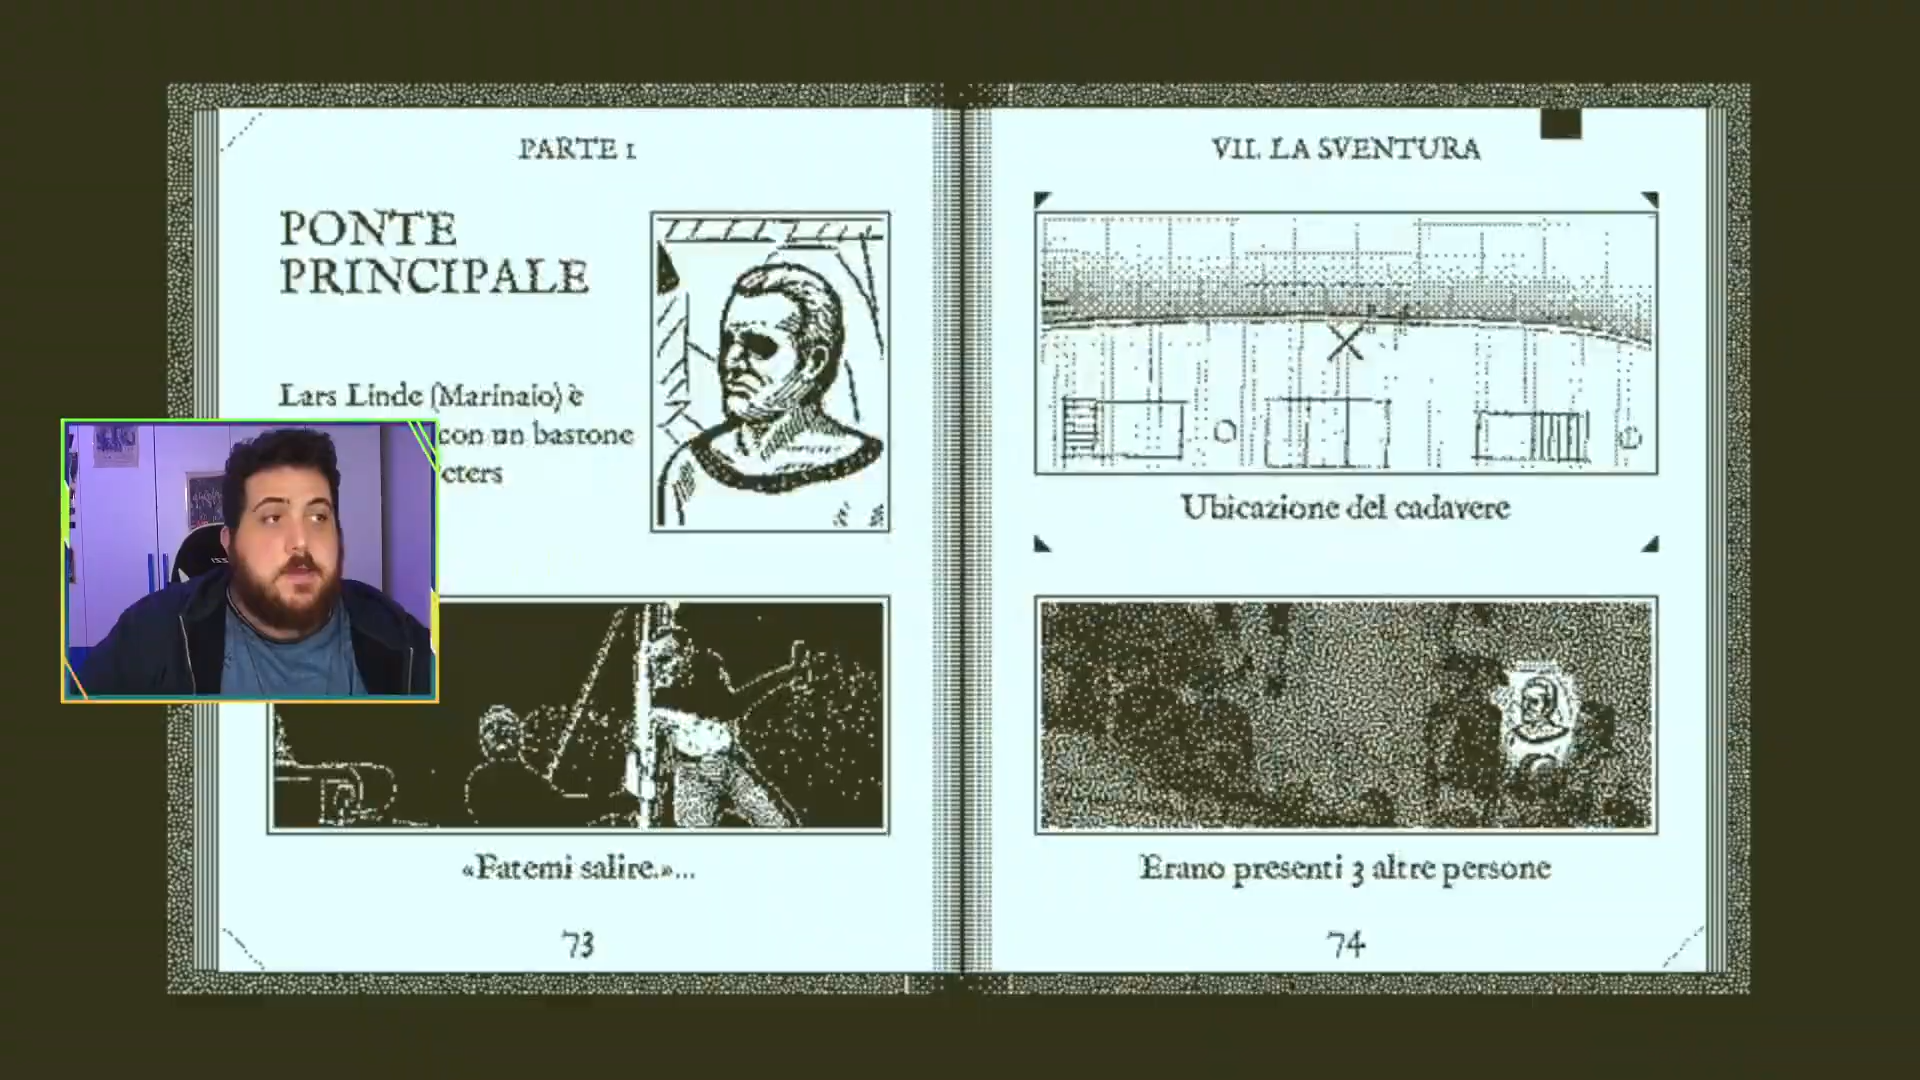 PARTE 1
PONTE
PRINCIPALE
Lars Linde (Marinaio) è
con un bastone
«Fatemi salire.»...
73
VII. LA SVENTURA
Ubicazione del cadavere
Erano presenti 3 altre persone
74